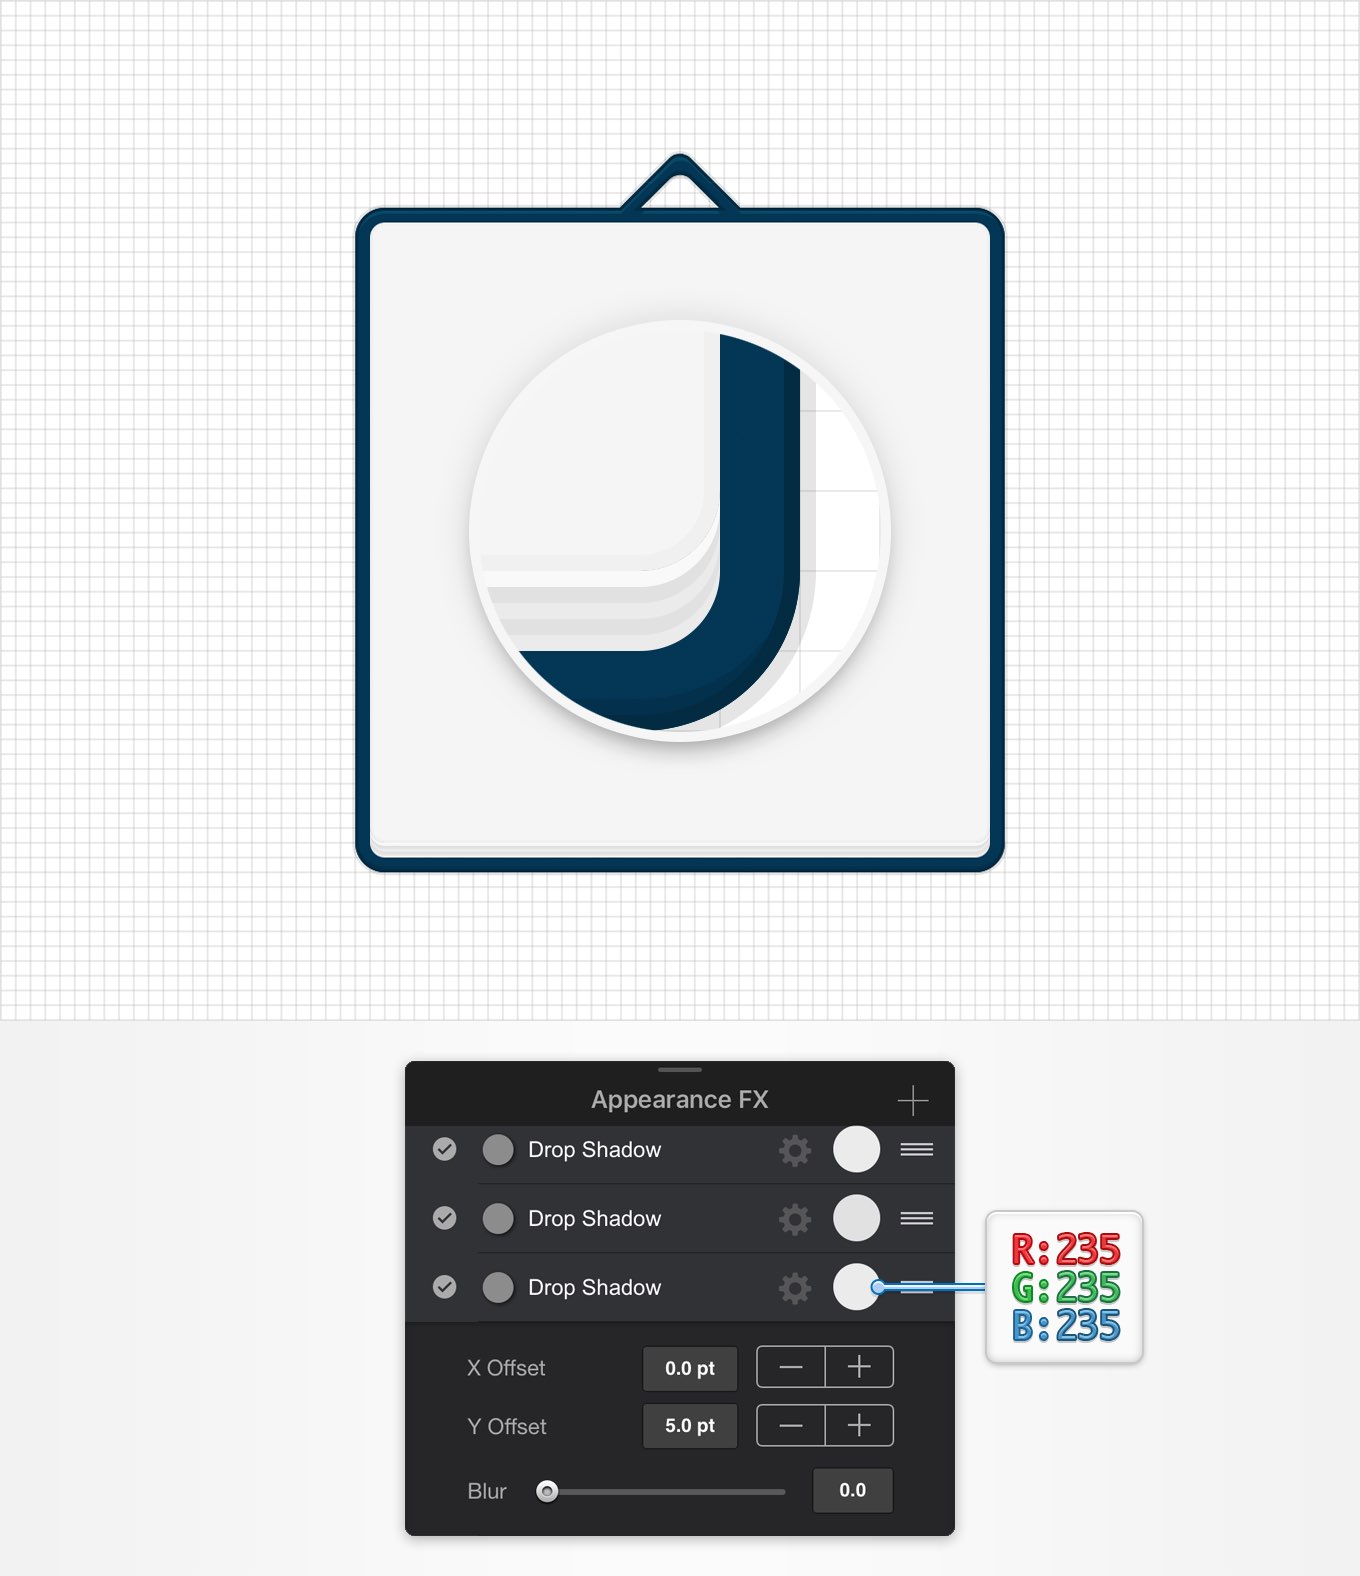 Appearance FX
Drop Shadow
Drop Shadow
Drop Shadow
R:235
G:235
B:235
X Offset 0.0 pt
Y Offset 5.0 pt
Blur 0.0